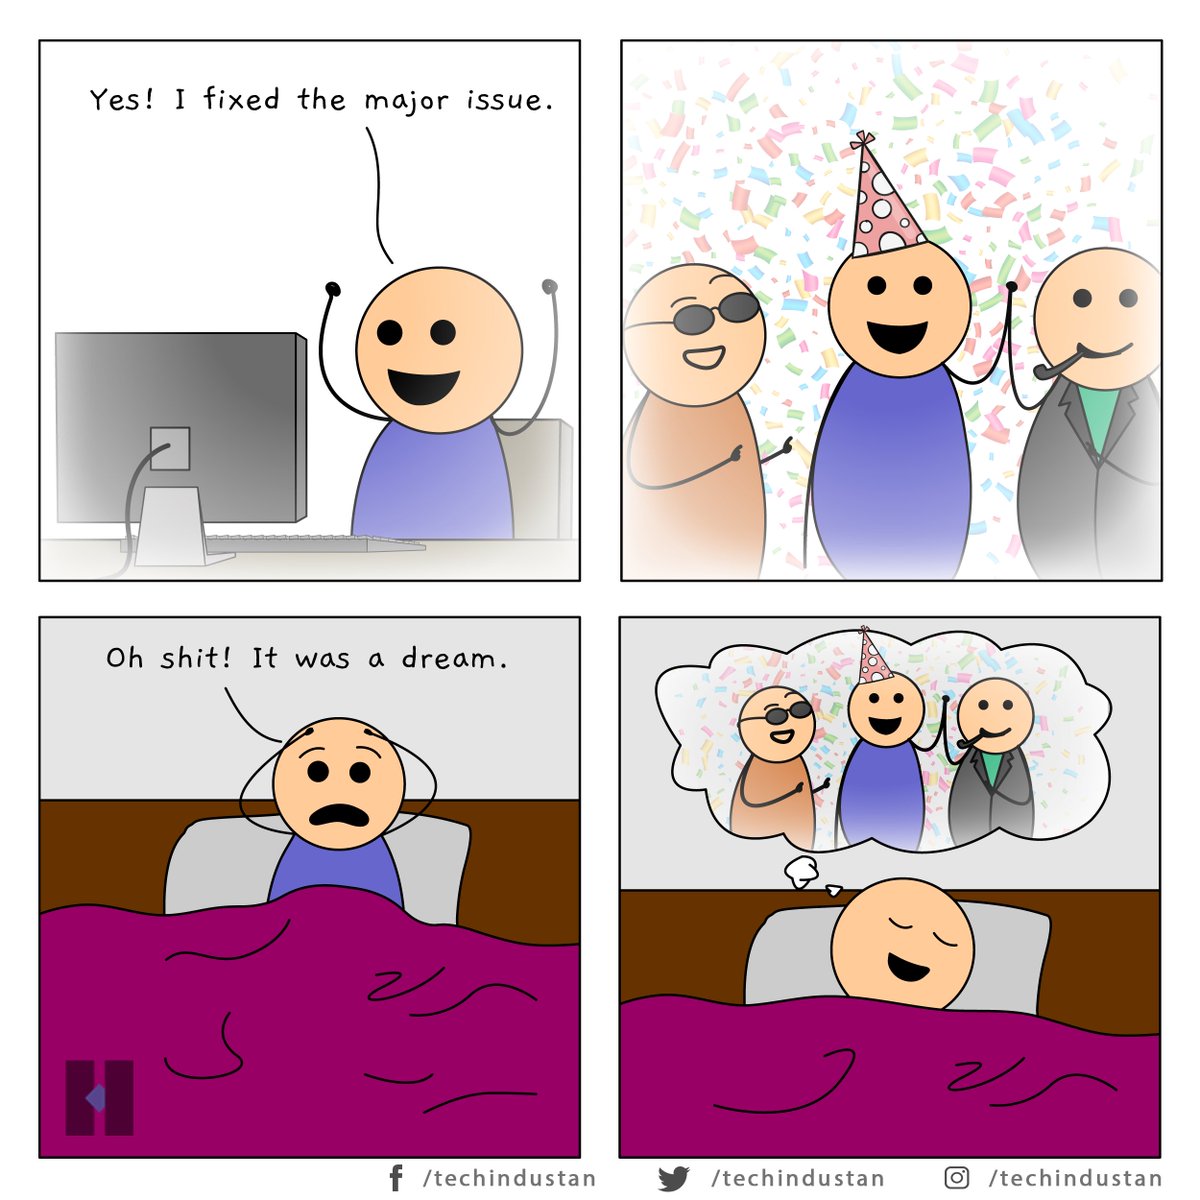 Yes! I fixed the major issue.
Oh shit! It was a dream.
/techindustan
/techindustan
/techindustan